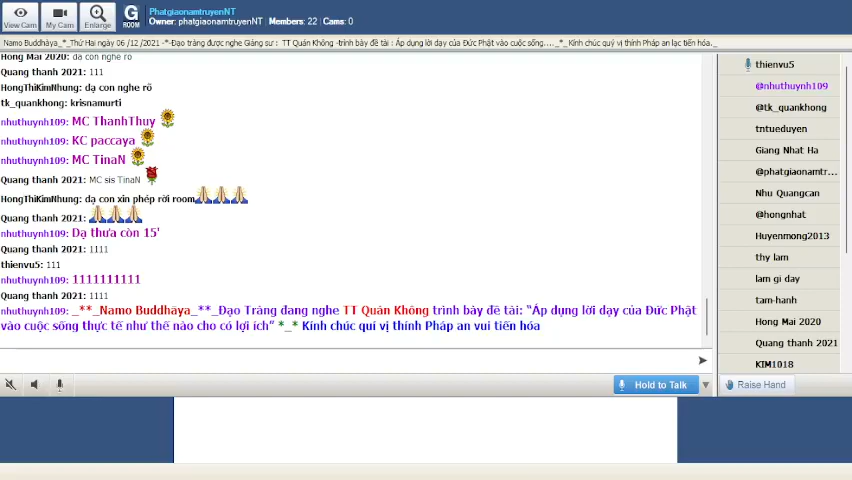 View Cam
My Cam
Enlarge
G
ROOM
PhatgiaonamtruyenNT
Owner: phatgiaonamtruyenNT | Members: 22 | Cams: 0
Namo Buddhàya_*_Thứ Hai ngày 06 /12 /2021 -*-Đạo tràng được nghe Giảng sư : TT Quán Không -trình bày đề tài : Áp dụng lời dạy của Đức Phật vào cuộc sống...._*_ Kính chúc quý vị thính Pháp an lạc tiến hóa._
Hong Mai 2020: dạ con nghe rõ
Quang thanh 2021: 111
HongThiKimNhung: dạ con nghe rõ
tk_quankhong: krisnamurti
nhuthuynh109: MC ThanhThuy
nhuthuynh109: KC paccaya
nhuthuynh109: MC TinaN
Quang thanh 2021: MC sis TinaN
HongThiKimNhung: dạ con xin phép rời room
Quang thanh 2021:
nhuthuynh109: Dạ thưa còn 15'
Quang thanh 2021: 1111
thienvu5: 111
nhuthuynh109: 1111111111
Quang thanh 2021: 1111
nhuthuynh109: _**_Namo Buddhàya_**_Đạo Tràng đang nghe TT Quán Không trình bày đề tài: “Áp dụng lời dạy của Đức Phật
vào cuộc sống thực tế như thế nào cho có lợi ích” *_* Kính chúc quí vị thính Pháp an vui tiến hóa
Hold to Talk
thienvu5
@nhuthuynh109
@tk_quankhong
tntueduyen
Giang Nhat Ha
@phatgiaonamtr...
Nhu Quangcan
@hongnhat
Huyenmong2013
thy lam
lam gi day
tam-hanh
Hong Mai 2020
Quang thanh 2021
KIM1018
Raise Hand